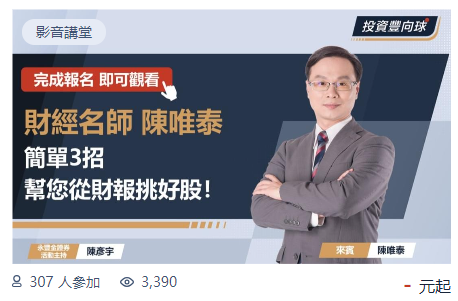 影音講堂
投資豐向球
完成報名 即可觀看
財經名師 陳唯泰
簡單3招
幫您從財報挑好股!
永豐金證券
活動主持
陳彥宇
來賓
陳唯泰
307 人參加
3,390
- 元起